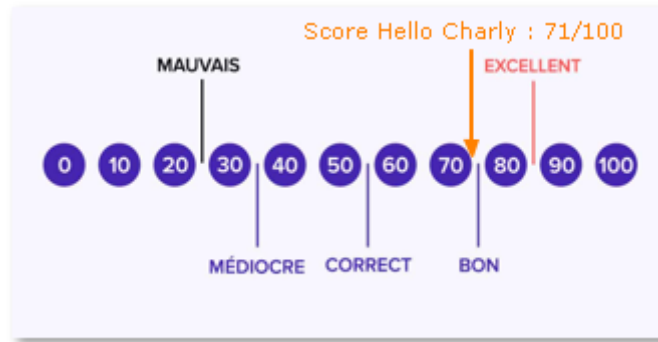 Score Hello Charly : 71/100
MAUVAIS EXCELLENT
0 10 20 30 40 50 60 70 80 90 100
MÉDIOCRE CORRECT BON